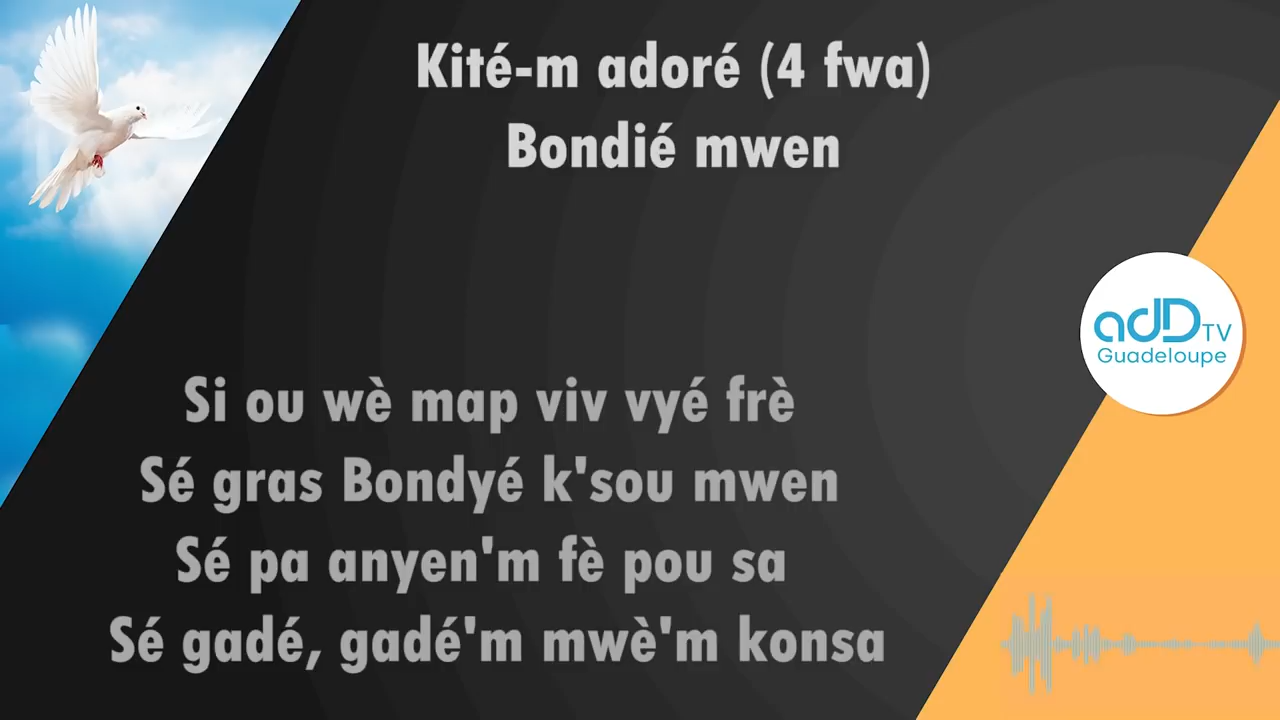 Kité-m adoré (4 fwa)
Bondié mwen
adD TV
Guadeloupe
Si ou wè map viv vyé frè
Sé gras Bondyé k'sou mwen
Sé pa anyen'm fè pou sa
Sé gadé, gadé'm mwè'm konsa